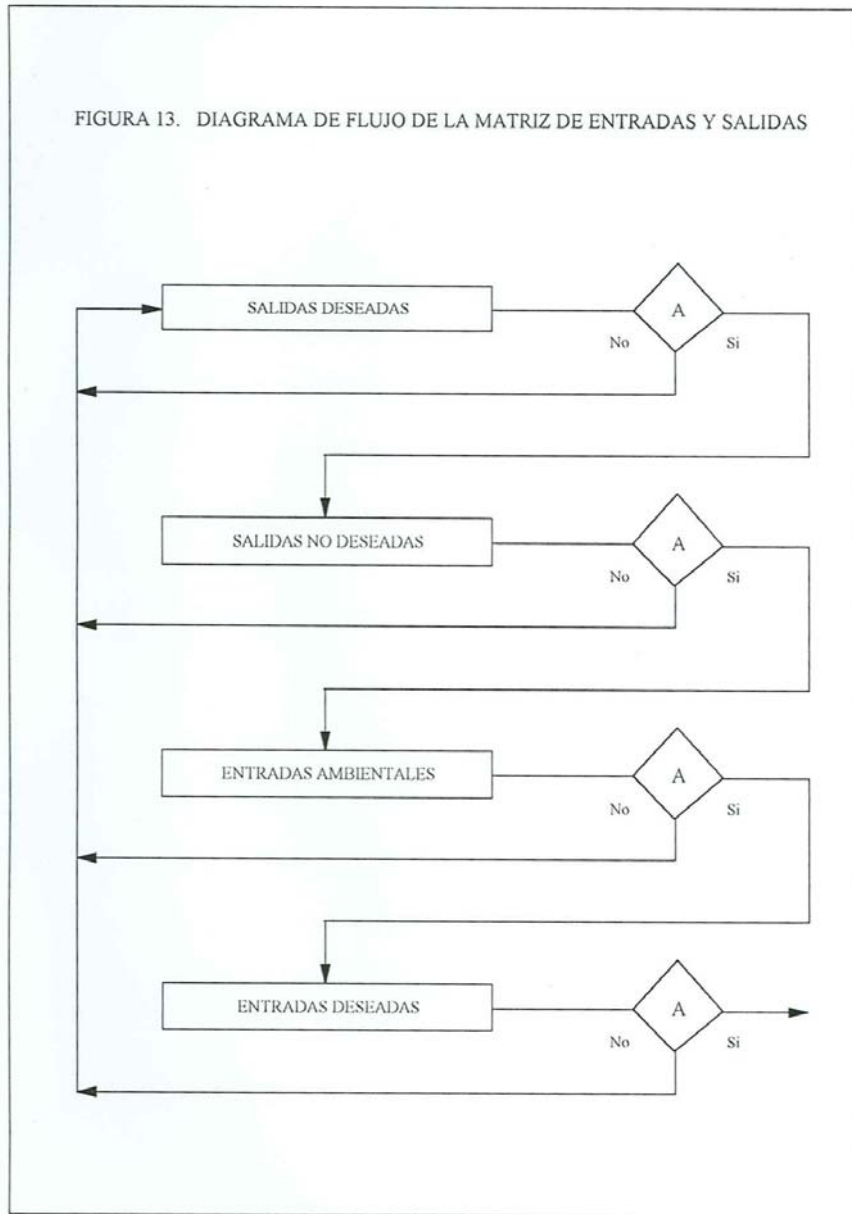 FIGURA 13. DIAGRAMA DE FLUJO DE LA MATRIZ DE ENTRADAS Y SALIDAS
SALIDAS DESEADAS
A
No
Si
SALIDAS NO DESEADAS
A
No
Si
ENTRADAS AMBIENTALES
A
No
Si
ENTRADAS DESEADAS
A
No
Si